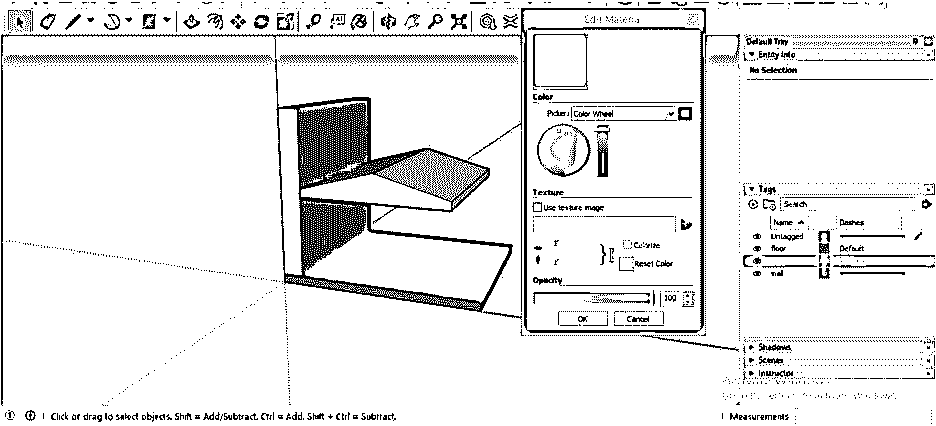 Edit Material
Default Tray
Entity Info
No Selection
Color
Picker: Color Wheel
Texture
Use texture image
Colorize
Reset Color
Opacity
100
OK Cancel
Tags
Search
Name Dashes
Untagged
floor Default
Shadows
Scenes
Instructor
Click or drag to select objects. Shift = Add/Subtract. Ctrl = Add. Shift + Ctrl = Subtract.
Measurements